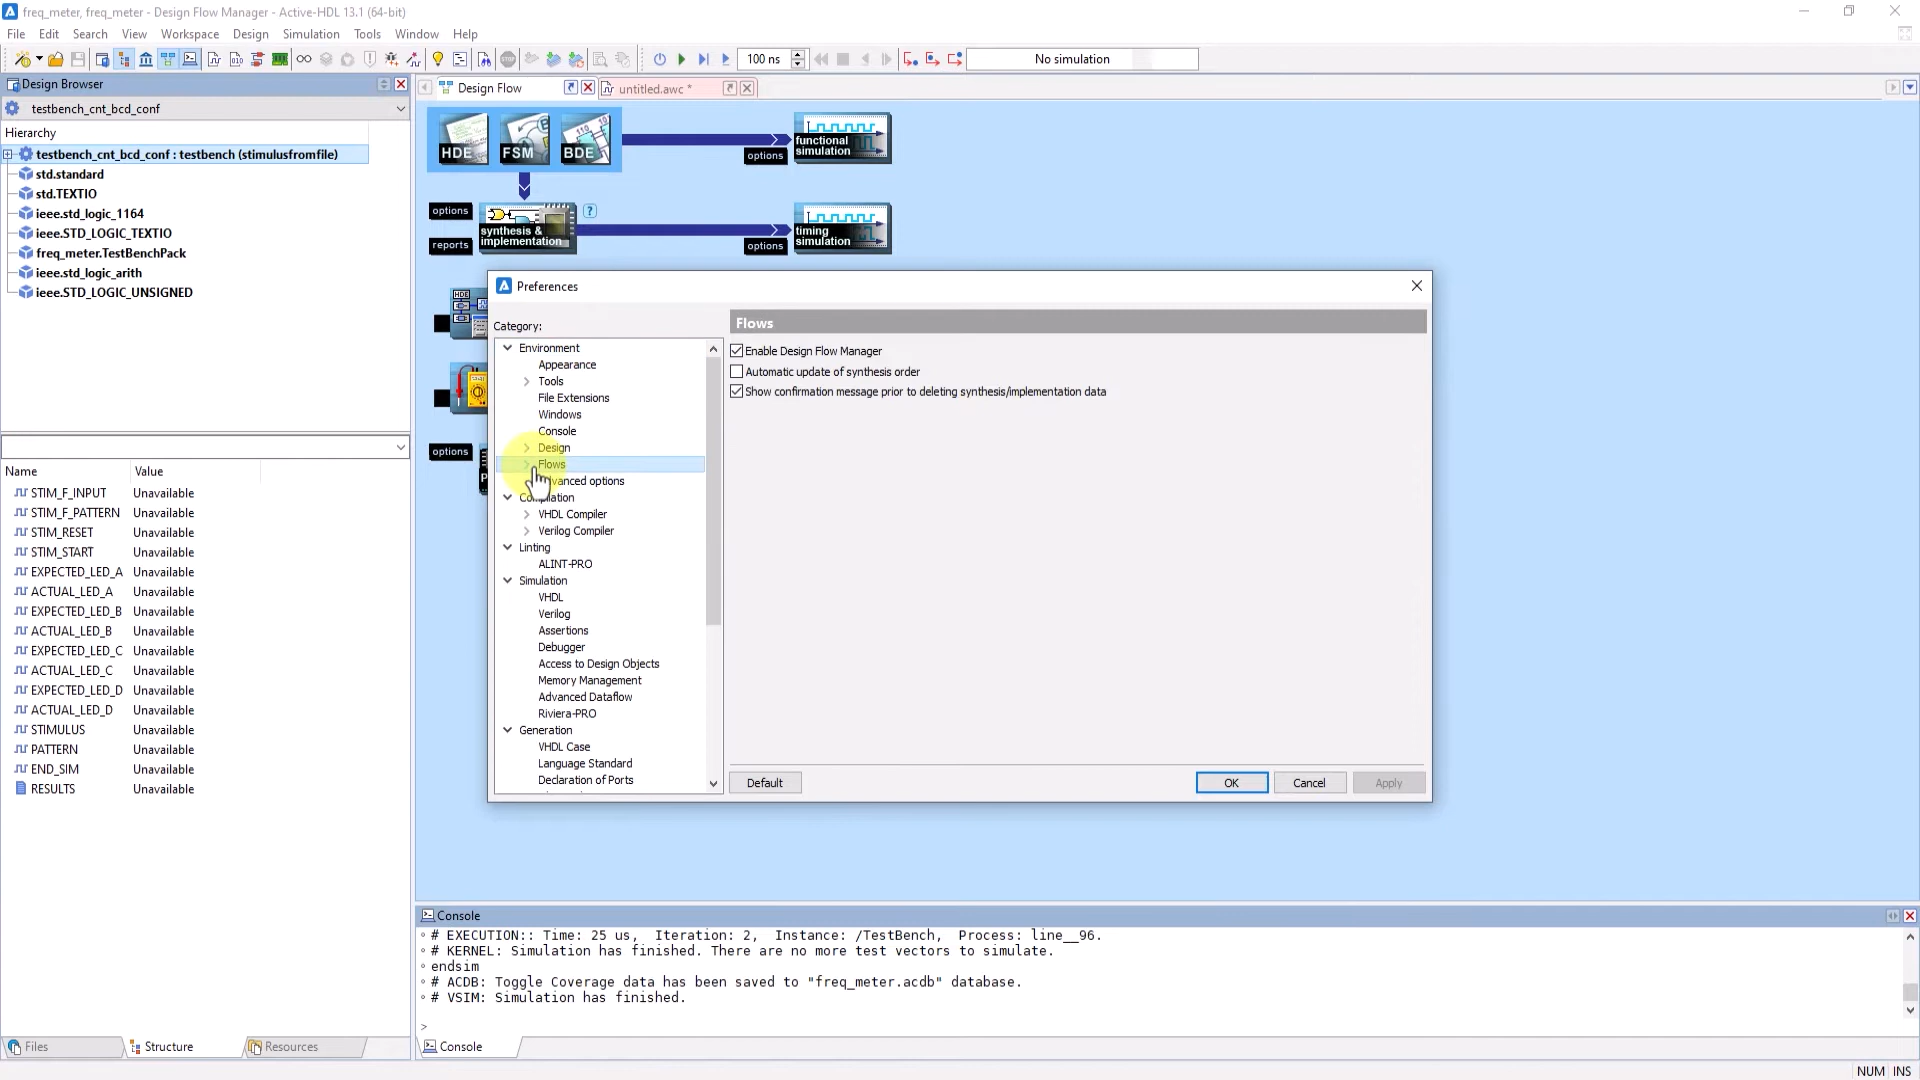 freq_meter, freq_meter - Design Flow Manager - Active-HDL 13.1 (64-bit)
File Edit Search View Workspace Design Simulation Tools Window Help
100 ns
No simulation
Design Browser
testbench_cnt_bcd_conf
Hierarchy
testbench_cnt_bcd_conf : testbench (stimulusfromfile)
std.standard
std.TEXTIO
ieee.std_logic_1164
ieee.STD_LOGIC_TEXTIO
freq_meter.TestBenchPack
ieee.std_logic_arith
ieee.STD_LOGIC_UNSIGNED
Name Value
STIM_F_INPUT Unavailable
STIM_F_PATTERN Unavailable
STIM_RESET Unavailable
STIM_START Unavailable
EXPECTED_LED_A Unavailable
ACTUAL_LED_A Unavailable
EXPECTED_LED_B Unavailable
ACTUAL_LED_B Unavailable
EXPECTED_LED_C Unavailable
ACTUAL_LED_C Unavailable
EXPECTED_LED_D Unavailable
ACTUAL_LED_D Unavailable
STIMULUS Unavailable
PATTERN Unavailable
END_SIM Unavailable
RESULTS Unavailable
Files Structure Resources
Design Flow untitled.awc *
HDE FSM BDE
options
functional
simulation
options
reports
synthesis &
implementation
?
options
timing
simulation
HDE
options
Preferences
Category:
Environment
Appearance
Tools
File Extensions
Windows
Console
Design
Flows
vanced options
Compilation
VHDL Compiler
Verilog Compiler
Linting
ALINT-PRO
Simulation
VHDL
Verilog
Assertions
Debugger
Access to Design Objects
Memory Management
Advanced Dataflow
Riviera-PRO
Generation
VHDL Case
Language Standard
Declaration of Ports
Flows
Enable Design Flow Manager
Automatic update of synthesis order
Show confirmation message prior to deleting synthesis/implementation data
Default OK Cancel Apply
Console
# EXECUTION:: Time: 25 us, Iteration: 2, Instance: /TestBench, Process: line__96.
# KERNEL: Simulation has finished. There are no more test vectors to simulate.
endsim
# ACDB: Toggle Coverage data has been saved to "freq_meter.acdb" database.
# VSIM: Simulation has finished.
>
Console
NUM INS